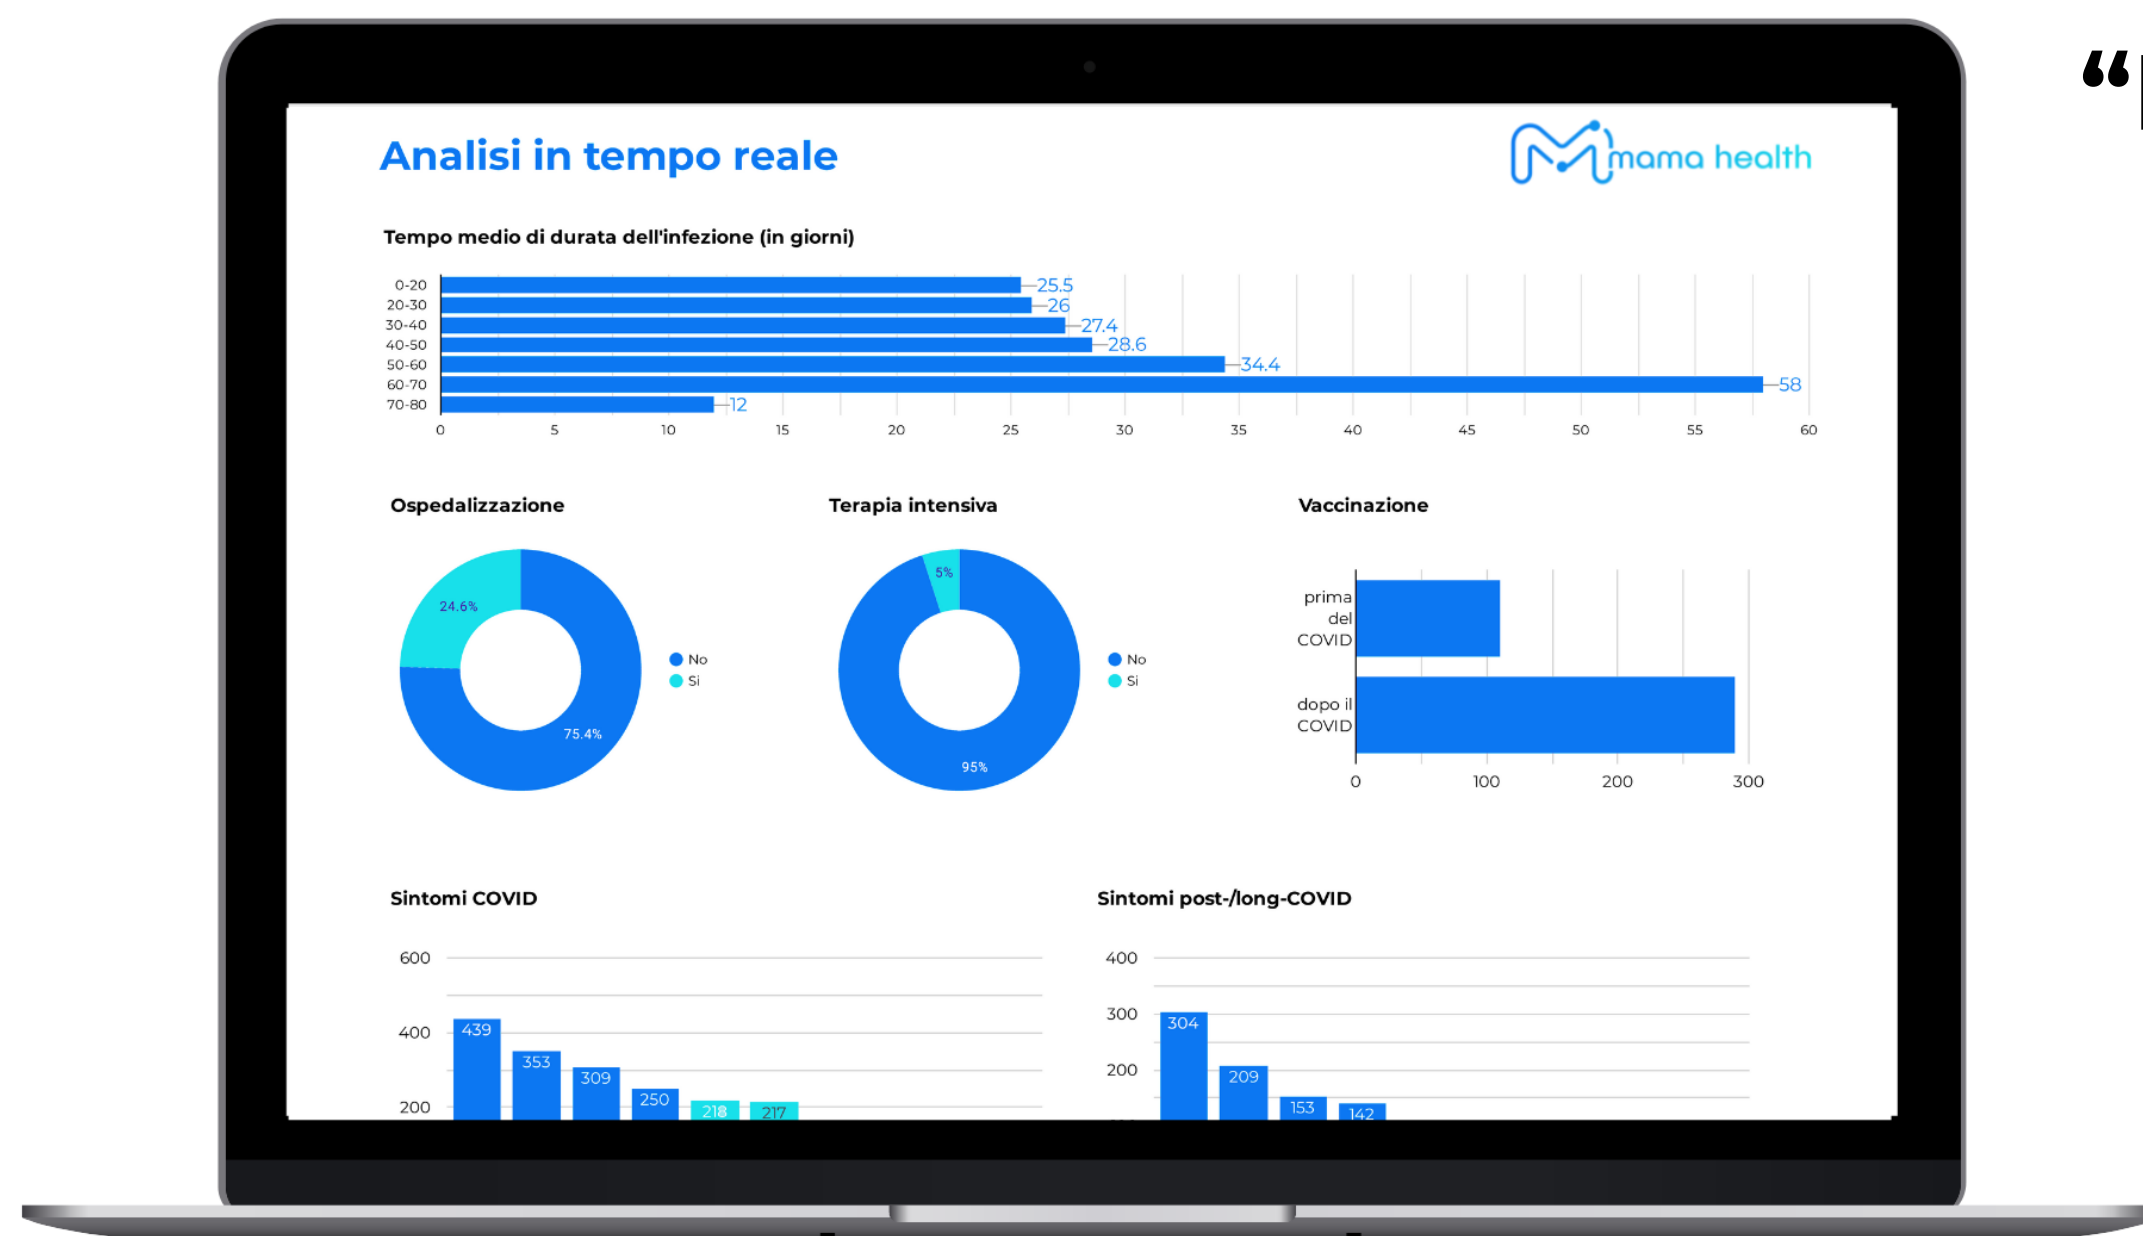 “
Analisi in tempo reale
mama health
Tempo medio di durata dell'infezione (in giorni)
0-20 25.5
20-30 26
30-40 27.4
40-50 28.6
50-60 34.4
60-70 58
70-80 12
0 5 10 15 20 25 30 35 40 45 50 55 60
Ospedalizzazione
24.6%
75.4%
No
Si
Terapia intensiva
5%
95%
No
Si
Vaccinazione
prima
del
COVID
dopo il
COVID
0 100 200 300
Sintomi COVID
600
400
200
439 353 309 250 218 217
Sintomi post-/long-COVID
400
300
200
304 209 153 142